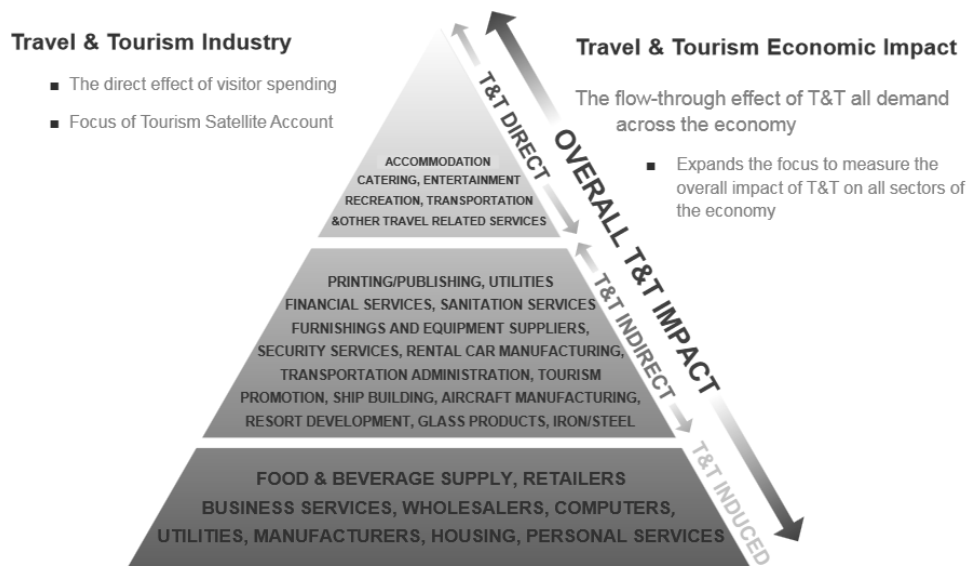 Travel & Tourism Industry
The direct effect of visitor spending
Focus of Tourism Satellite Account
Travel & Tourism Economic Impact
The flow-through effect of T&T all demand
across the economy
Expands the focus to measure the
overall impact of T&T on all sectors of
the economy
T&T DIRECT
OVERALL T&T IMPACT
T&T INDIRECT
T&T INDUCED
ACCOMMODATION
CATERING, ENTERTAINMENT
RECREATION, TRANSPORTATION
&OTHER TRAVEL RELATED SERVICES
PRINTING/PUBLISHING, UTILITIES
FINANCIAL SERVICES, SANITATION SERVICES
FURNISHINGS AND EQUIPMENT SUPPLIERS,
SECURITY SERVICES, RENTAL CAR MANUFACTURING,
TRANSPORTATION ADMINISTRATION, TOURISM
PROMOTION, SHIP BUILDING, AIRCRAFT MANUFACTURING,
RESORT DEVELOPMENT, GLASS PRODUCTS, IRON/STEEL
FOOD & BEVERAGE SUPPLY, RETAILERS
BUSINESS SERVICES, WHOLESALERS, COMPUTERS,
UTILITIES, MANUFACTURERS, HOUSING, PERSONAL SERVICES